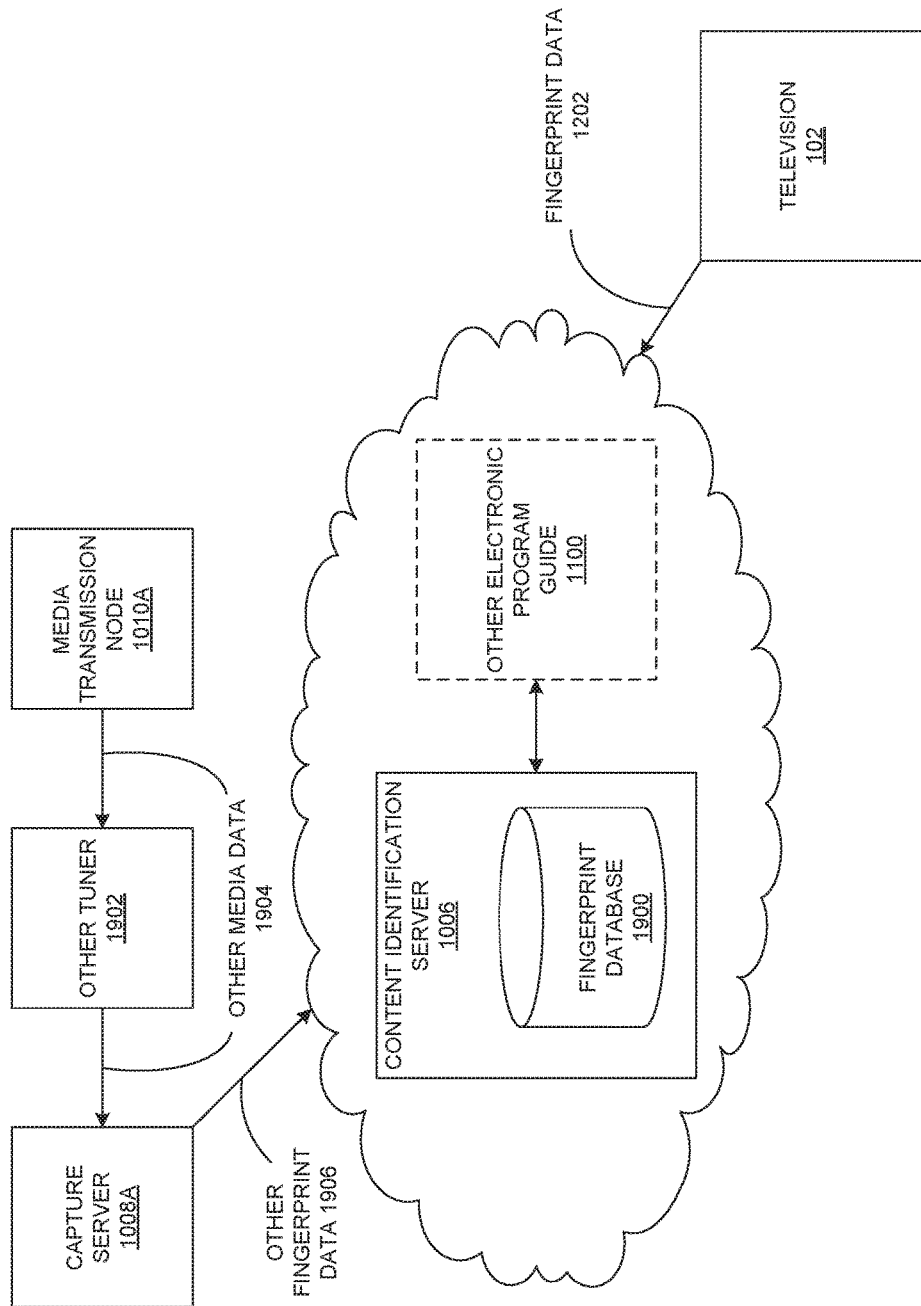 CAPTURE
SERVER
1008A
OTHER TUNER
1902
MEDIA
TRANSMISSION
NODE
1010A
OTHER MEDIA DATA
1904
OTHER
FINGERPRINT
DATA 1906
CONTENT IDENTIFICATION
SERVER
1006
FINGERPRINT
DATABASE
1900
OTHER ELECTRONIC
PROGRAM
GUIDE
1100
FINGERPRINT DATA
1202
TELEVISION
102